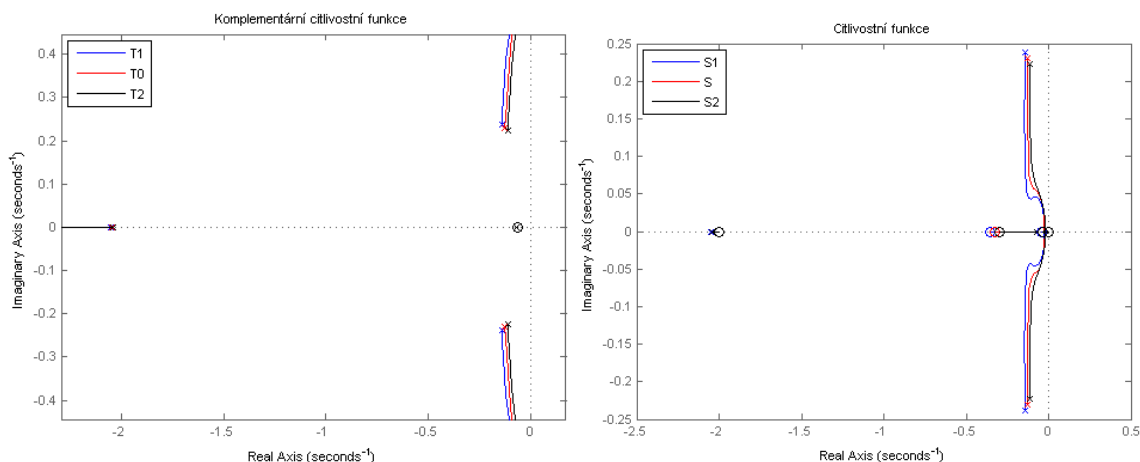 Komplementární citlivostní funkce
T1
T0
T2
0.4
0.3
0.2
0.1
0
-0.1
-0.2
-0.3
-0.4
Imaginary Axis (seconds⁻¹)
-2
-1.5
-1
-0.5
0
Real Axis (seconds⁻¹)
Citlivostní funkce
S1
S
S2
0.25
0.2
0.15
0.1
0.05
0
-0.05
-0.1
-0.15
-0.2
-0.25
Imaginary Axis (seconds⁻¹)
-2.5
-2
-1.5
-1
-0.5
0
0.5
Real Axis (seconds⁻¹)